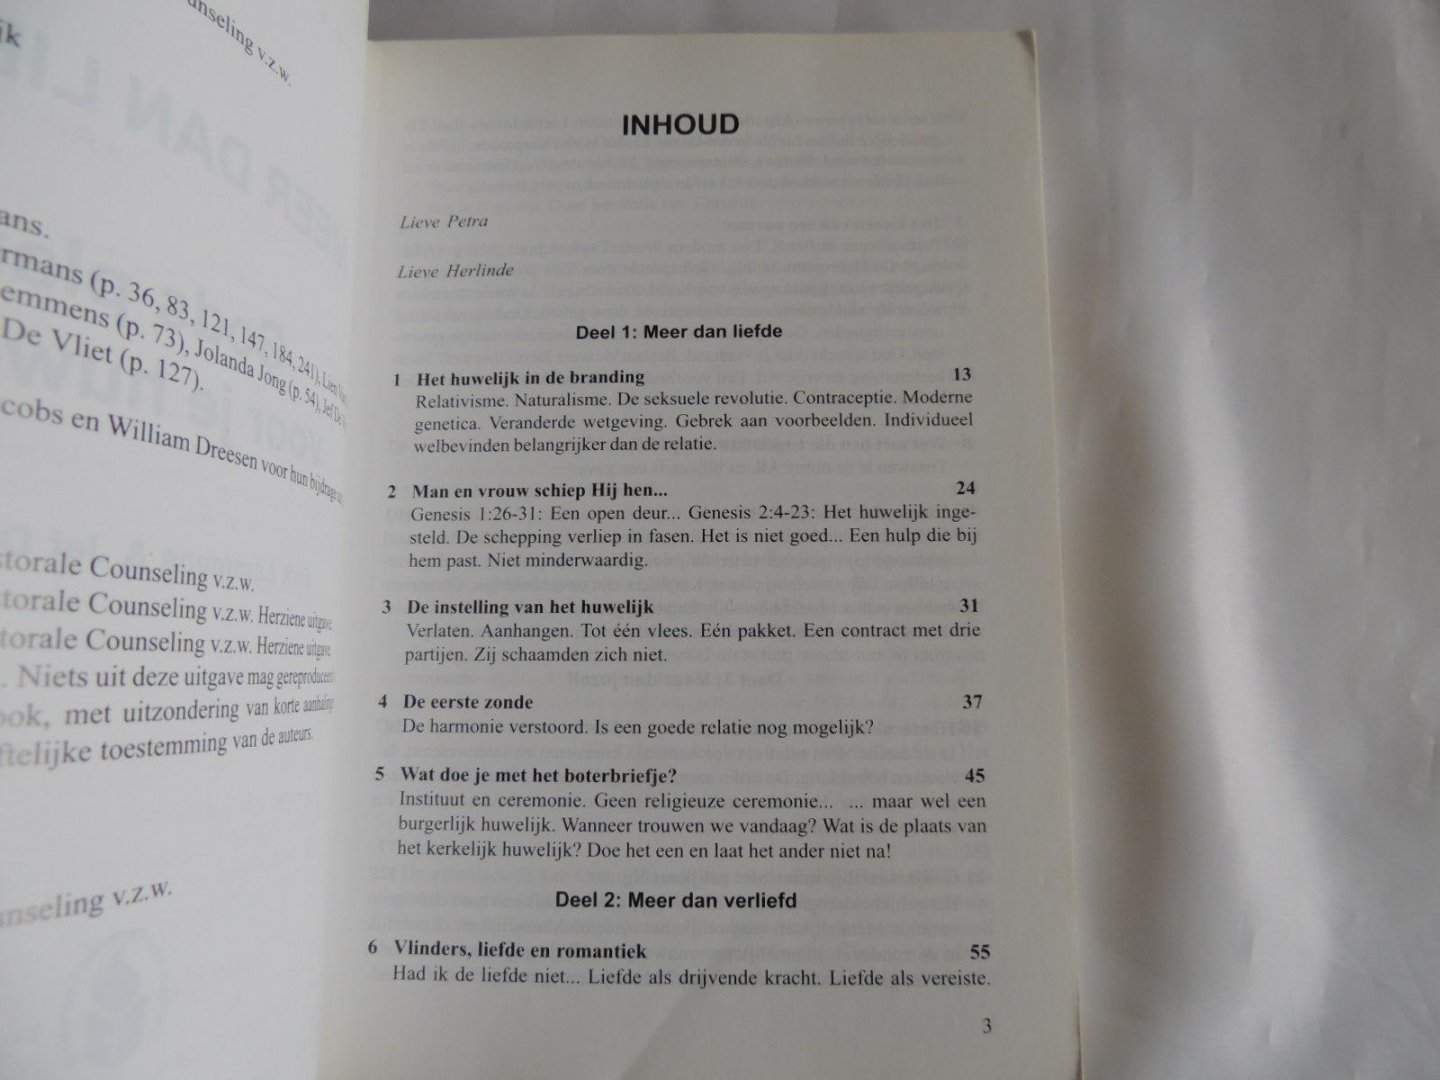 nseling v.z.w.
ans.
rmans (p. 36, 83, 121, 147, 184, 241), Lien
emmens (p. 73), Jolanda Jong (p. 54), Jef De
De Vliet (p. 127).
cobs en William Dreesen voor hun bijdrage
storale Counseling v.z.w.
torale Counseling v.z.w. Herziene uitgave
torale Counseling v.z.w. Herziene uitgave
. Niets uit deze uitgave mag gereproduceerd
ook, met uitzondering van korte aanhaling
ftelijke toestemming van de auteurs.
unseling v.z.w.
INHOUD
Lieve Petra
Lieve Herlinde
Deel 1: Meer dan liefde
1 Het huwelijk in de branding 13
Relativisme. Naturalisme. De seksuele revolutie. Contraceptie. Moderne
genetica. Veranderde wetgeving. Gebrek aan voorbeelden. Individueel
welbevinden belangrijker dan de relatie.
2 Man en vrouw schiep Hij hen... 24
Genesis 1:26-31: Een open deur... Genesis 2:4-23: Het huwelijk inge-
steld. De schepping verliep in fasen. Het is niet goed... Een hulp die bij
hem past. Niet minderwaardig.
3 De instelling van het huwelijk 31
Verlaten. Aanhangen. Tot één vlees. Eén pakket. Een contract met drie
partijen. Zij schaamden zich niet.
4 De eerste zonde 37
De harmonie verstoord. Is een goede relatie nog mogelijk?
5 Wat doe je met het boterbriefje? 45
Instituut en ceremonie. Geen religieuze ceremonie... ... maar wel een
burgerlijk huwelijk. Wanneer trouwen we vandaag? Wat is de plaats van
het kerkelijk huwelijk? Doe het een en laat het ander niet na!
Deel 2: Meer dan verliefd
6 Vlinders, liefde en romantiek 55
Had ik de liefde niet... Liefde als drijvende kracht. Liefde als vereiste.
3